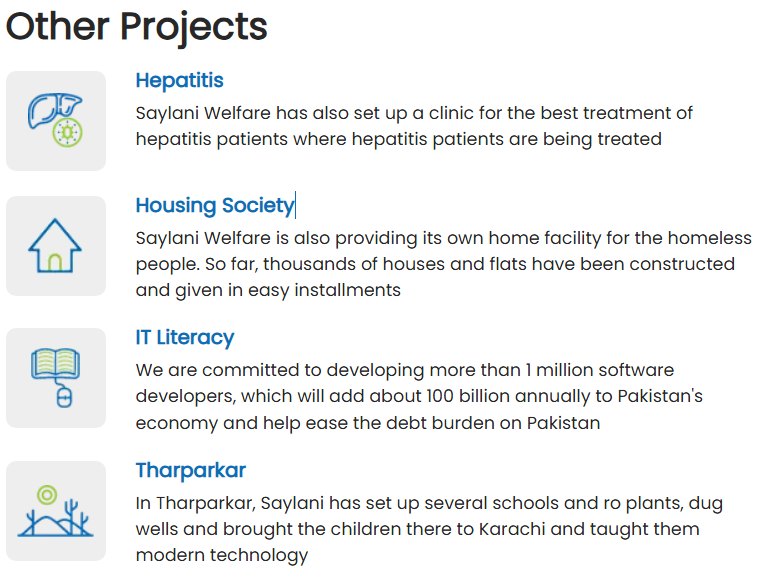 Other Projects
Hepatitis
Saylani Welfare has also set up a clinic for the best treatment of
hepatitis patients where hepatitis patients are being treated
Housing Society
Saylani Welfare is also providing its own home facility for the homeless
people. So far, thousands of houses and flats have been constructed
and given in easy installments
IT Literacy
We are committed to developing more than 1 million software
developers, which will add about 100 billion annually to Pakistan's
economy and help ease the debt burden on Pakistan
Tharparkar
In Tharparkar, Saylani has set up several schools and ro plants, dug
wells and brought the children there to Karachi and taught them
modern technology